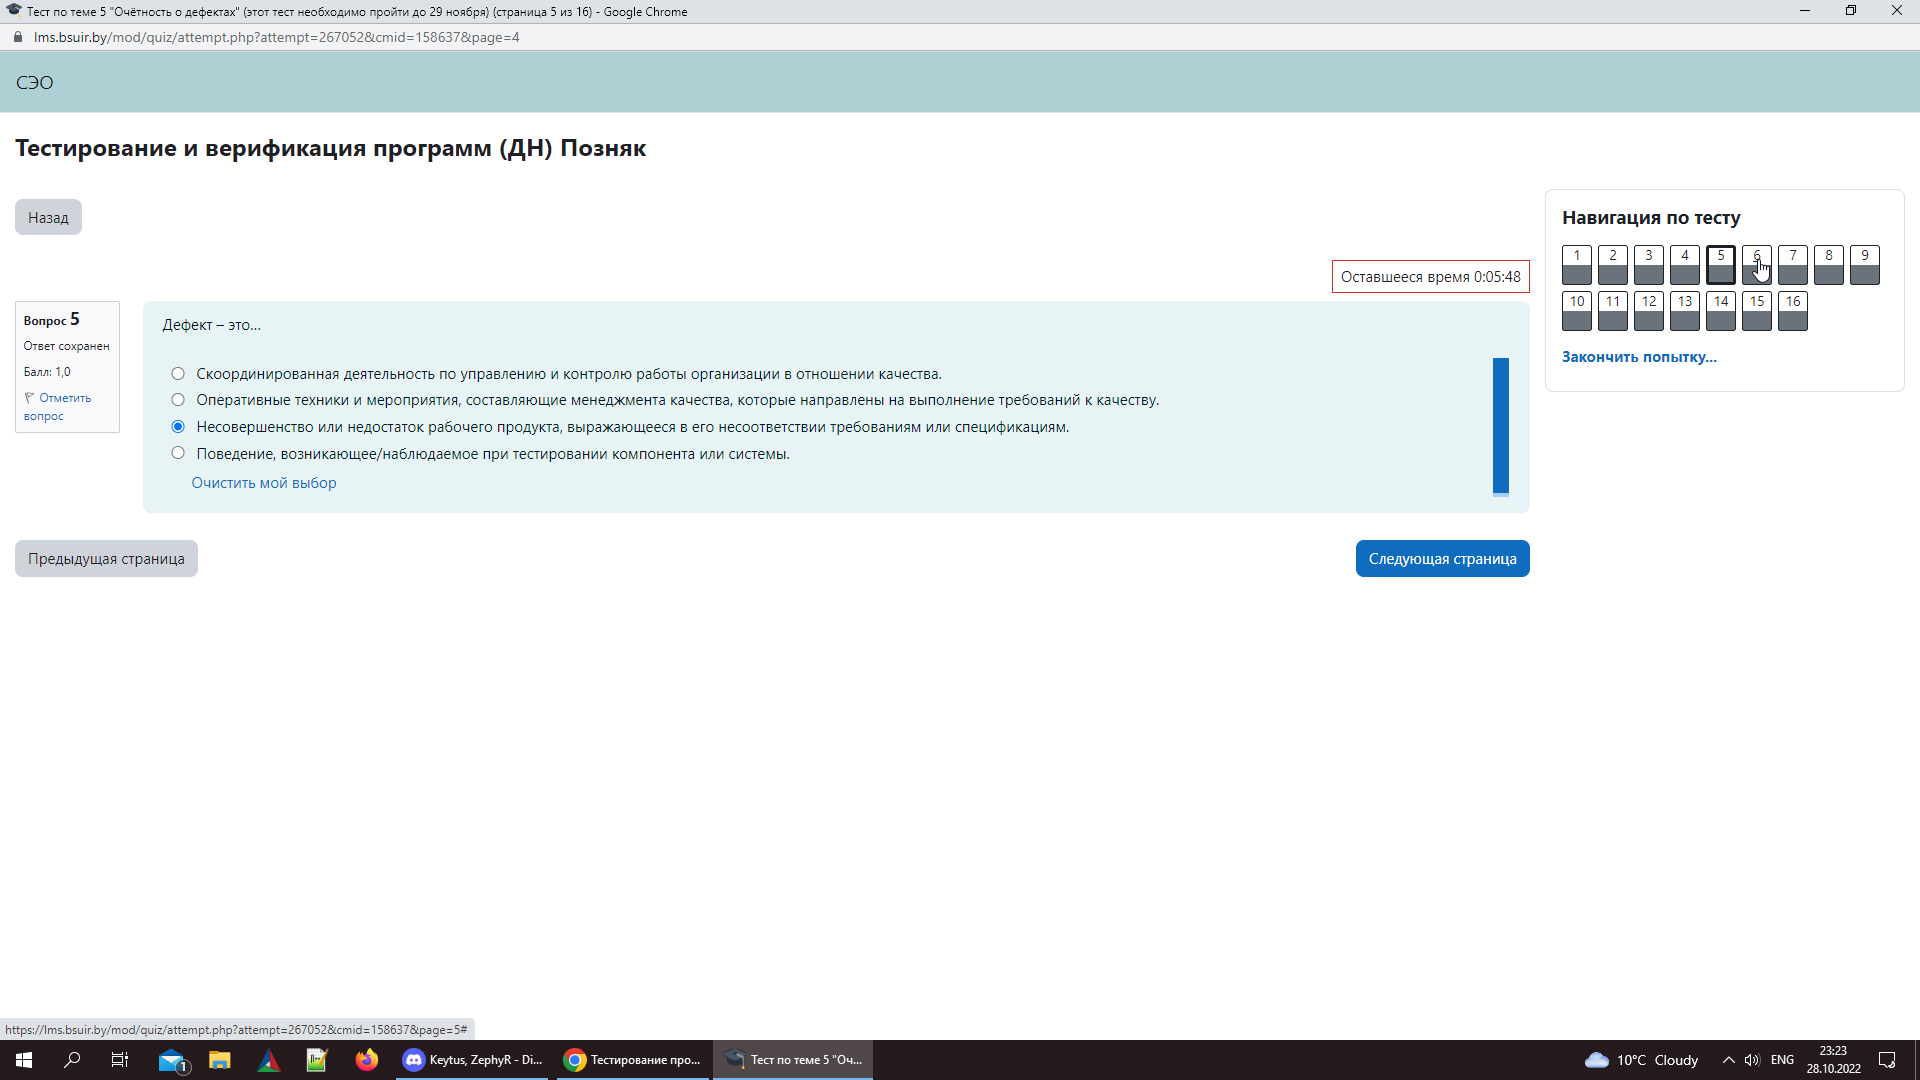 Тест по теме 5 "Очётность о дефектах" (этот тест необходимо пройти до 29 ноября) (страница 5 из 16) - Google Chrome
lms.bsuir.by/mod/quiz/attempt.php?attempt=267052&cmid=158637&page=4
СЭО
Тестирование и верификация программ (ДН) Позняк
Назад
Оставшееся время 0:05:48
Вопрос 5
Ответ сохранен
Балл: 1,0
Отметить
вопрос
Дефект – это...
Скоординированная деятельность по управлению и контролю работы организации в отношении качества.
Оперативные техники и мероприятия, составляющие менеджмента качества, которые направлены на выполнение требований к качеству.
Несовершенство или недостаток рабочего продукта, выражающееся в его несоответствии требованиям или спецификациям.
Поведение, возникающее/наблюдаемое при тестировании компонента или системы.
Очистить мой выбор
Предыдущая страница
Следующая страница
Навигация по тесту
1 2 3 4 5 6 7 8 9
10 11 12 13 14 15 16
Закончить попытку...
https://lms.bsuir.by/mod/quiz/attempt.php?attempt=267052&cmid=158637&page=5#
1
Keytus, ZephyR - Di...
Тестирование про...
Тест по теме 5 "Оч...
10°C Cloudy
ENG
23:23
28.10.2022